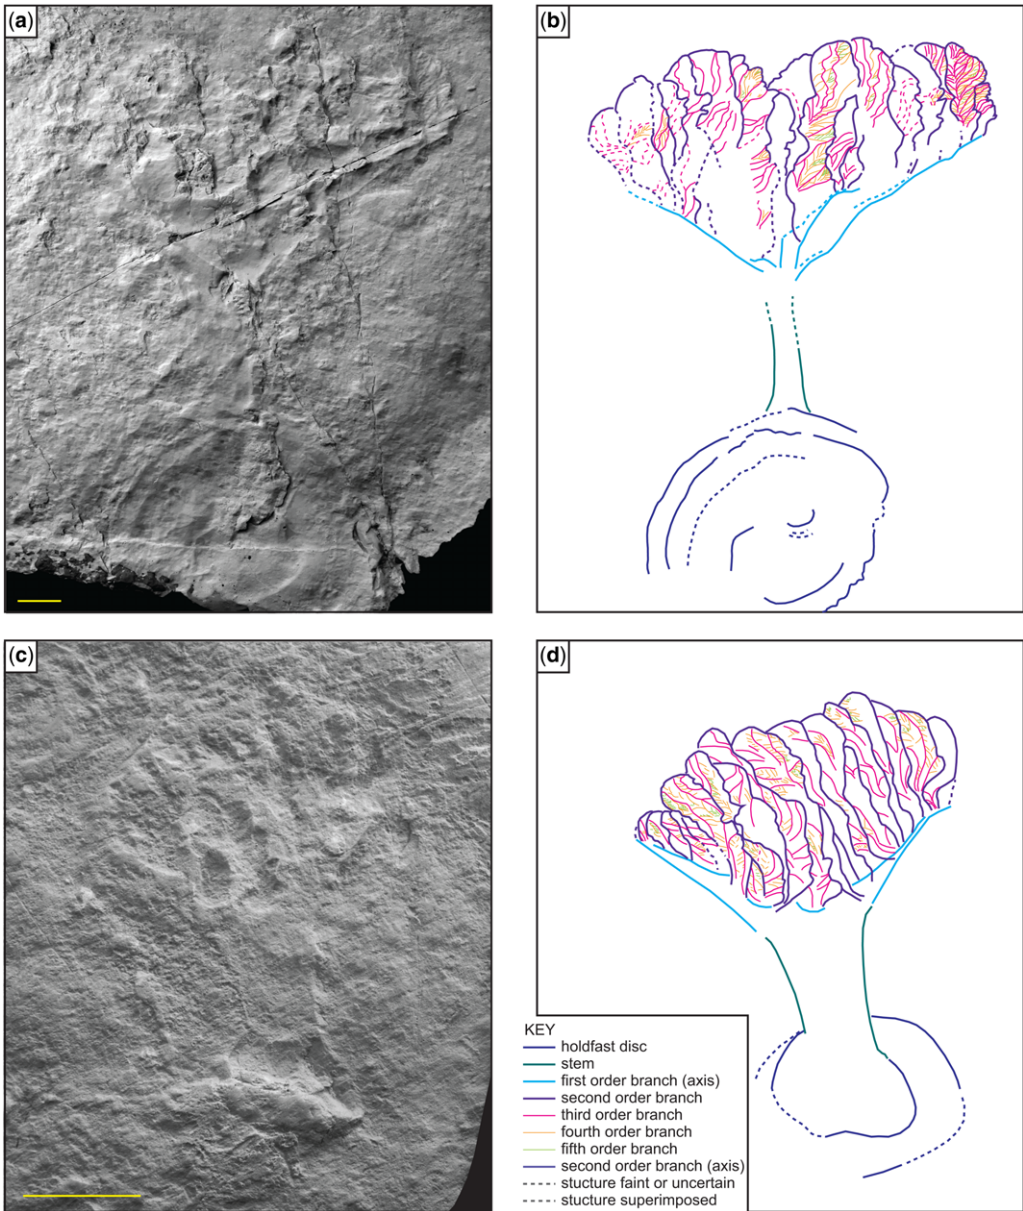 (a)
(b)
(c)
(d)
KEY
holdfast disc
stem
first order branch (axis)
second order branch
third order branch
fourth order branch
fifth order branch
second order branch (axis)
stucture faint or uncertain
stucture superimposed